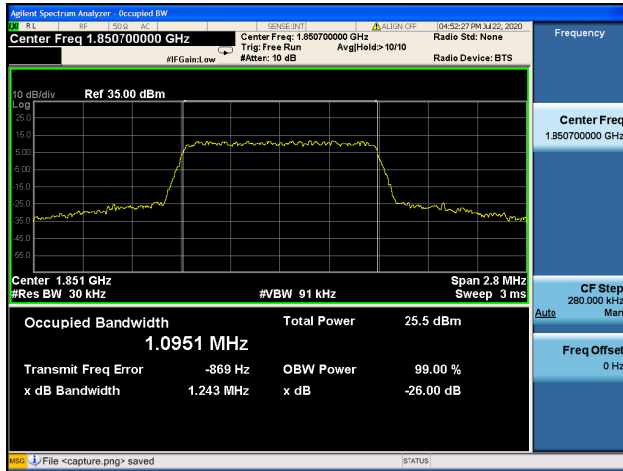 Agilent Spectrum Analyzer - Occupied BW
RL RF 50 Ω AC SENSE:INT ALIGN OFF 04:52:27 PM Jul 22, 2020
Center Freq 1.850700000 GHz
Center Freq: 1.850700000 GHz
Radio Std: None
Trig: Free Run Avg|Hold:>10/10
#IFGain:Low #Atten: 10 dB Radio Device: BTS
10 dB/div Ref 35.00 dBm
Log
25.0
15.0
5.00
-5.00
-15.0
-25.0
-35.0
-45.0
-55.0
Center 1.851 GHz Span 2.8 MHz
#Res BW 30 kHz #VBW 91 kHz Sweep 3 ms
Occupied Bandwidth Total Power 25.5 dBm
1.0951 MHz
Transmit Freq Error -869 Hz OBW Power 99.00 %
x dB Bandwidth 1.243 MHz x dB -26.00 dB
Frequency
Center Freq
1.850700000 GHz
CF Step
280.000 kHz
Auto Man
Freq Offset
0 Hz
MSG File <capture.png> saved STATUS